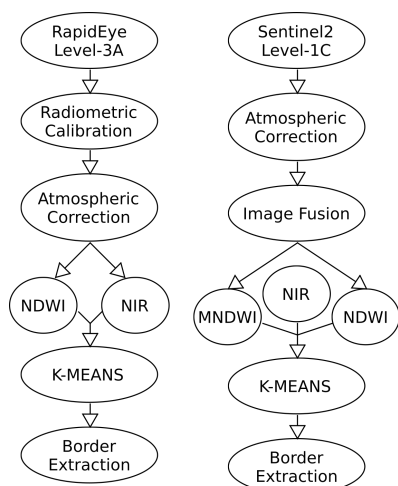 RapidEye
Level-3A
Radiometric
Calibration
Atmospheric
Correction
NDWI
NIR
K-MEANS
Border
Extraction
Sentinel2
Level-1C
Atmospheric
Correction
Image Fusion
MNDWI
NIR
NDWI
K-MEANS
Border
Extraction